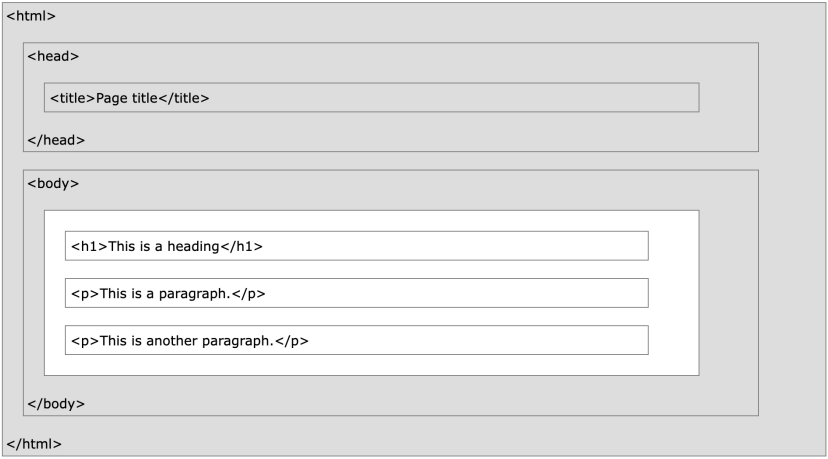 <html>
<head>
<title>Page title</title>
</head>
<body>
<h1>This is a heading</h1>
<p>This is a paragraph.</p>
<p>This is another paragraph.</p>
</body>
</html>